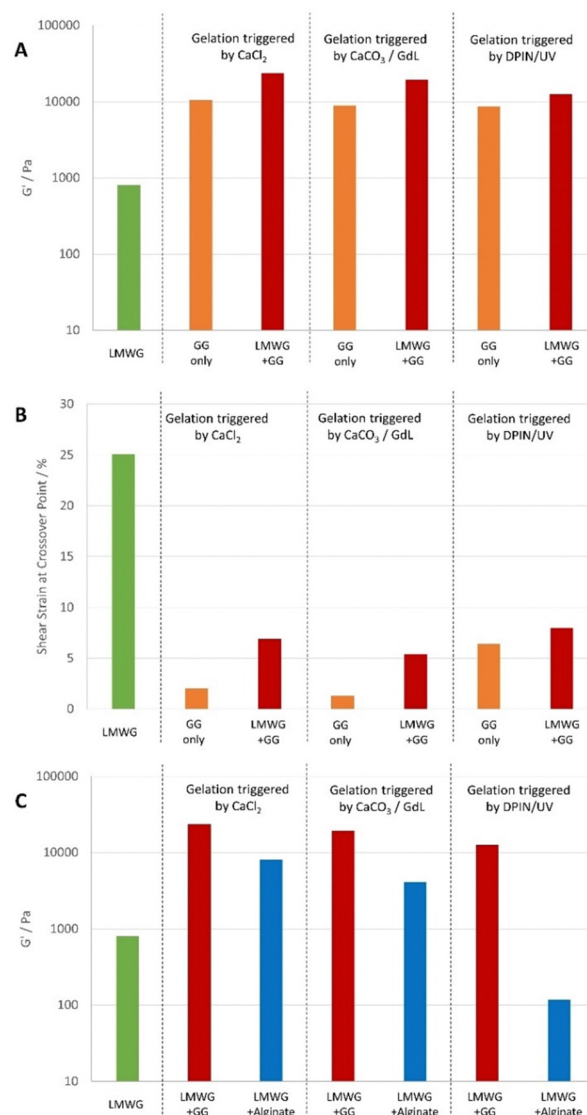 A
100000
10000
1000
100
10
G' / Pa
Gelation triggered
by CaCl₂
Gelation triggered
by CaCO₃ / GdL
Gelation triggered
by DPIN/UV
LMWG
GG
only
LMWG
+GG
GG
only
LMWG
+GG
GG
only
LMWG
+GG
B
30
25
20
15
10
5
0
Shear Strain at Crossover Point / %
Gelation triggered
by CaCl₂
Gelation triggered
by CaCO₃ / GdL
Gelation triggered
by DPIN/UV
LMWG
GG
only
LMWG
+GG
GG
only
LMWG
+GG
GG
only
LMWG
+GG
C
100000
10000
1000
100
10
G' / Pa
Gelation triggered
by CaCl₂
Gelation triggered
by CaCO₃ / GdL
Gelation triggered
by DPIN/UV
LMWG
LMWG
+GG
LMWG
+Alginate
LMWG
+GG
LMWG
+Alginate
LMWG
+GG
LMWG
+Alginate